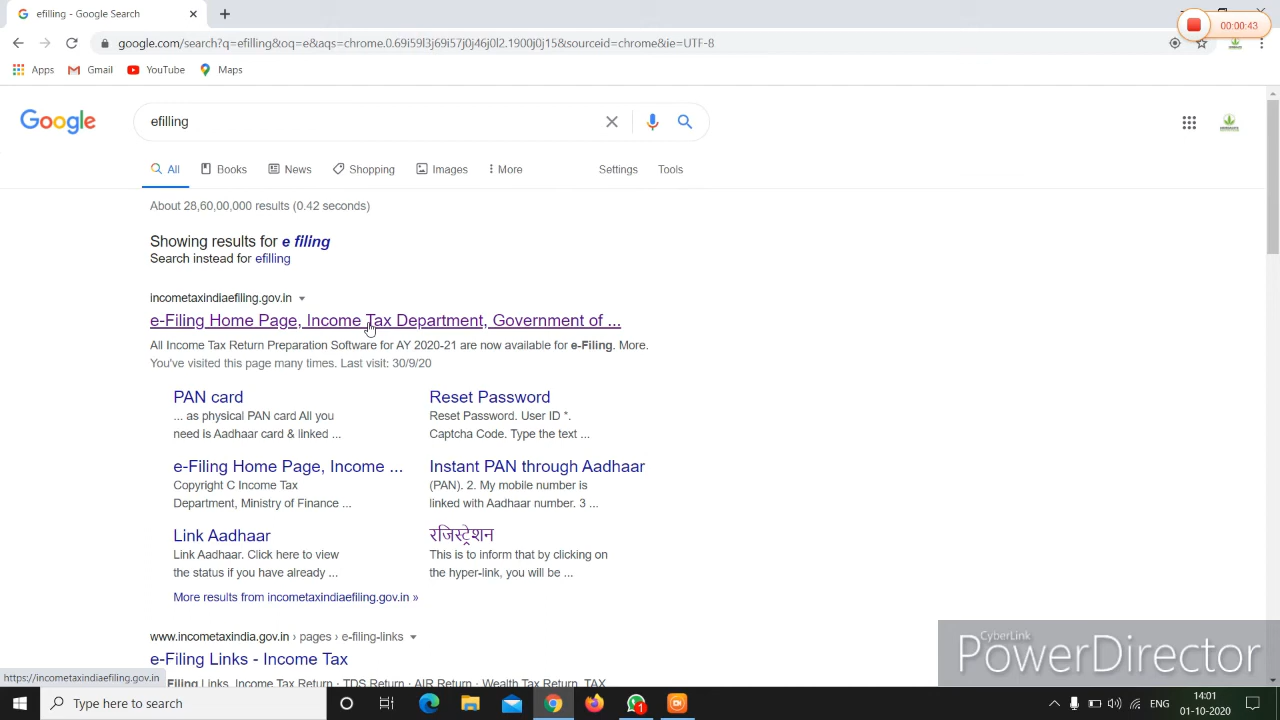 efilling - Google Search
00:00:43
google.com/search?q=efilling&oq=e&aqs=chrome.0.69i59l3j69i57j0j46j0l2.1900j0j15&sourceid=chrome&ie=UTF-8
Apps Gmail YouTube Maps
Google efilling
All Books News Shopping Images More Settings Tools
About 28,60,00,000 results (0.42 seconds)
Showing results for e filing
Search instead for efilling
incometaxindiaefiling.gov.in
e-Filing Home Page, Income Tax Department, Government of ...
All Income Tax Return Preparation Software for AY 2020-21 are now available for e-Filing. More.
You've visited this page many times. Last visit: 30/9/20
PAN card
... as physical PAN card All you
need is Aadhaar card & linked ...
Reset Password
Reset Password. User ID *.
Captcha Code. Type the text ...
e-Filing Home Page, Income ...
Copyright C Income Tax
Department, Ministry of Finance ...
Instant PAN through Aadhaar
(PAN). 2. My mobile number is
linked with Aadhaar number. 3 ...
Link Aadhaar
Link Aadhaar. Click here to view
the status if you have already ...
रजिस्ट्रेशन
This is to inform that by clicking on
the hyper-link, you will be ...
More results from incometaxindiaefiling.gov.in »
www.incometaxindia.gov.in › pages › e-filing-links
e-Filing Links - Income Tax
Filing Links. Income Tax Return · TDS Return · AIR Return · Wealth Tax Return. TAX
https://incometaxindiaefiling.gov.in
CyberLink
PowerDirector
Type here to search
1
ENG
14:01
01-10-2020